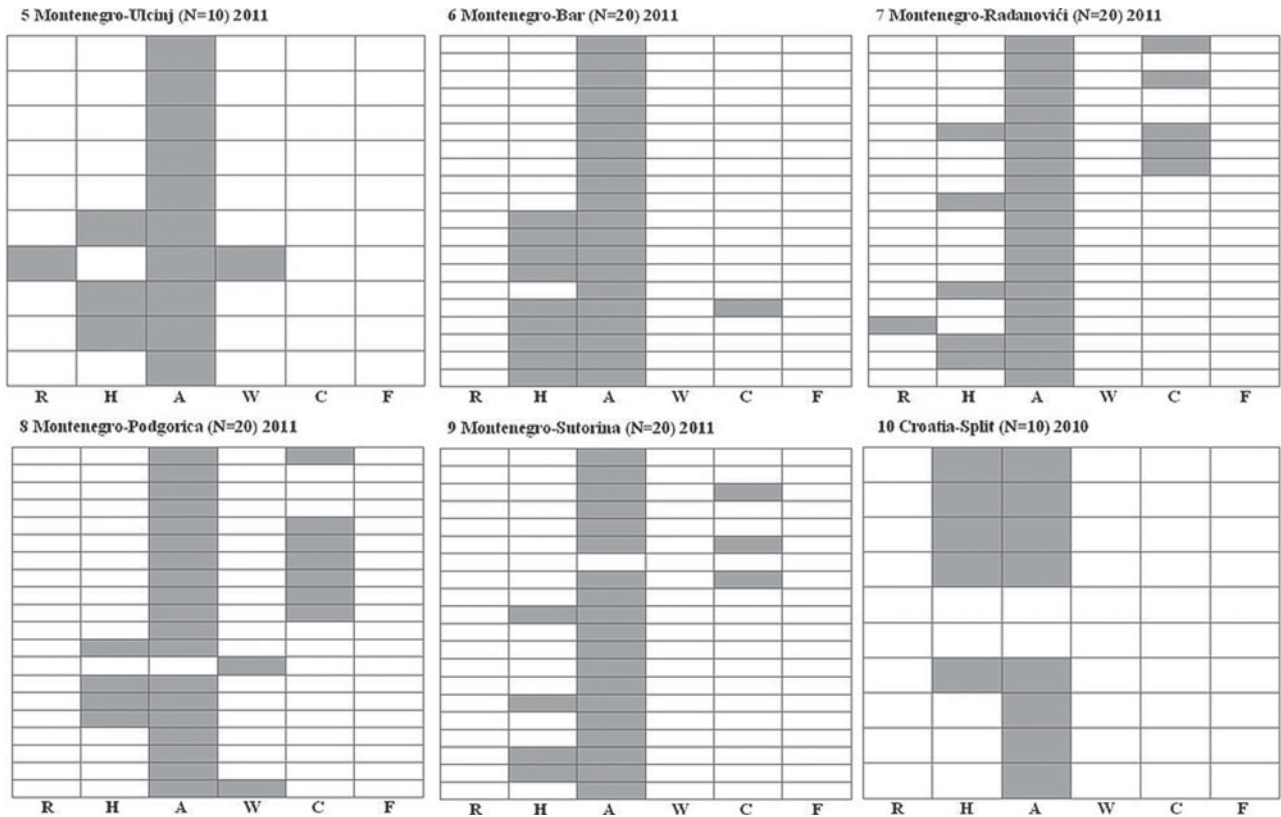 5 Montenegro-Ulcinj (N=10) 2011
6 Montenegro-Bar (N=20) 2011
7 Montenegro-Radanovići (N=20) 2011
R H A W C F
R H A W C F
R H A W C F
8 Montenegro-Podgorica (N=20) 2011
9 Montenegro-Sutorina (N=20) 2011
10 Croatia-Split (N=10) 2010
R H A W C F
R H A W C F
R H A W C F